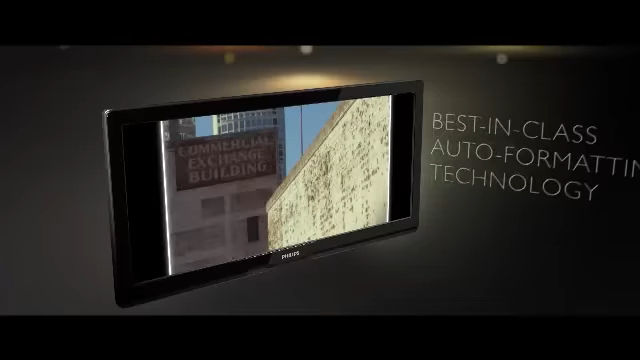 COMMERCIAL
EXCHANGE
BUILDING
PHILIPS
BEST-IN-CLASS
AUTO-FORMATTIN
TECHNOLOGY